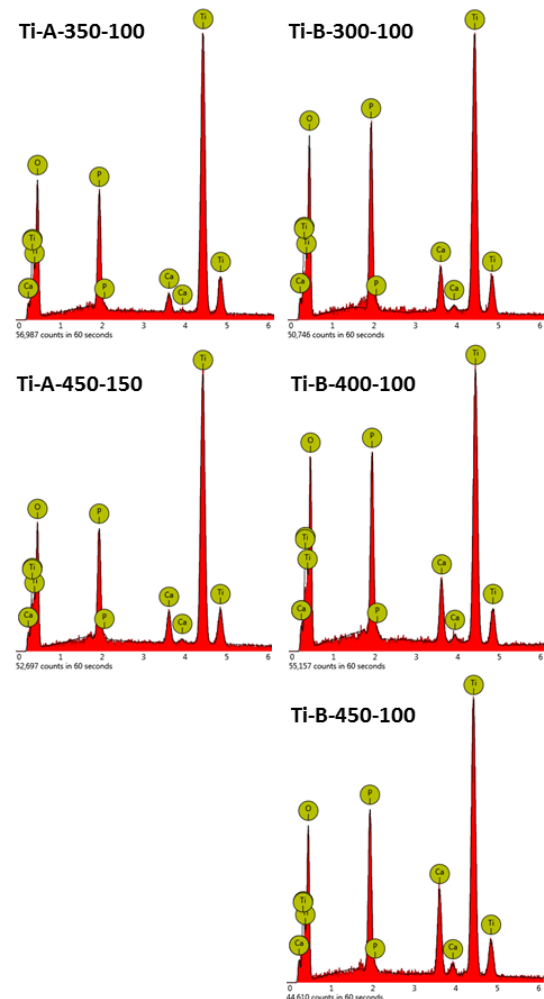 Ti-A-350-100
Ti
O
P
Ti
Ca
Ti
Ca
P
Ca
0 1 2 3 4 5 6
56,987 counts in 60 seconds
Ti-B-300-100
Ti
P
O
Ti
Ca
Ti
Ca
P
Ca
0 1 2 3 4 5 6
50,746 counts in 60 seconds
Ti-A-450-150
Ti
O
P
Ti
Ca
Ti
Ca
P
Ca
0 1 2 3 4 5 6
52,697 counts in 60 seconds
Ti-B-400-100
Ti
O
P
Ti
Ca
Ti
Ca
P
Ca
0 1 2 3 4 5 6
55,157 counts in 60 seconds
Ti-B-450-100
Ti
O
P
Ca
Ti
Ti
Ca
P
Ca
0 1 2 3 4 5 6
44,610 counts in 60 seconds